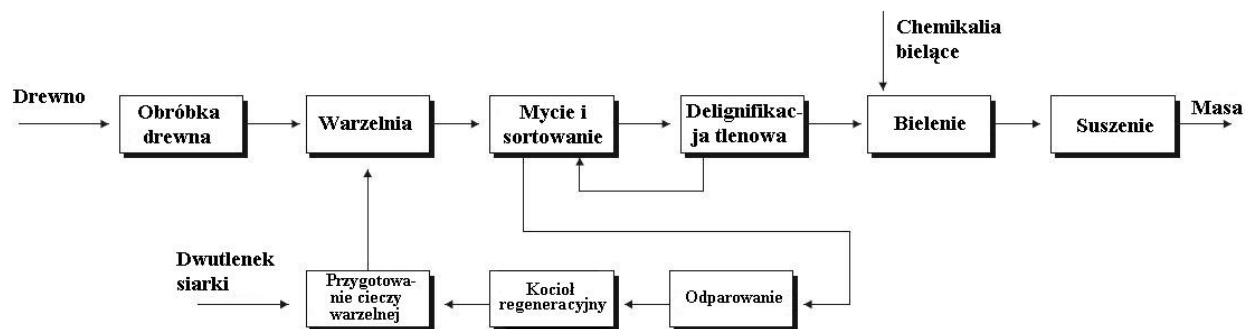 Chemikalia
bielące
Drewno
Obróbka
drewna
Warzelnia
Mycie i
sortowanie
Delignifikac-
ja tlenowa
Bielenie
Suszenie
Masa
Dwutlenek
siarki
Przygotowa-
nie cieczy
warzelnej
Kocioł
regeneracyjny
Odparowanie